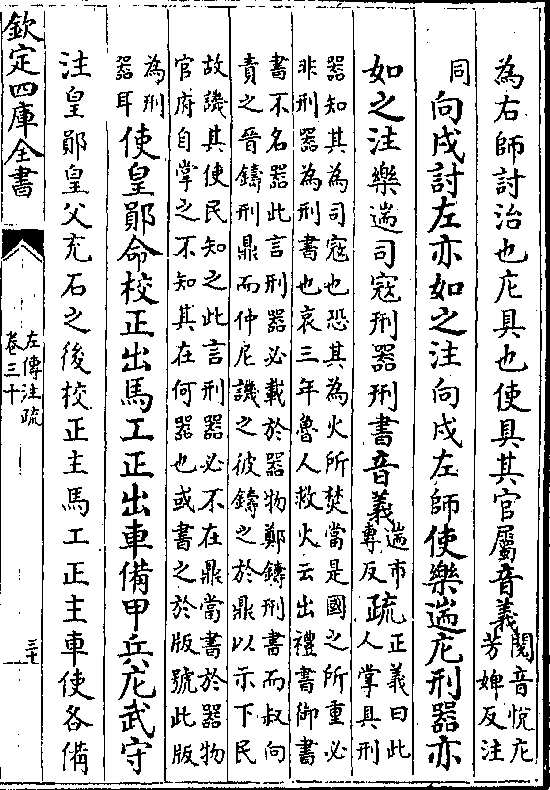 為右師討治也庀具也使具其官屬音義閱音悅庀
芳婢反注
同向戌討左亦如之注向戌左師使樂遄庀刑器亦
如之注樂遄司寇刑器刑書音義遄市
專反疏正義曰此
人掌具刑
器知其為司寇也恐其為火所焚當是國之所重必
非刑器為刑書也哀三年魯人救火云出禮書御書
書不名器此言刑器必載於器物鄭鑄刑書而叔向
責之晉鑄刑鼎而仲尼譏之彼鑄之於鼎以示下民
故譏其使民知之此言刑器必不在鼎當書於器物
官府自掌之不知其在何器也或書之於版號此版
為刑
器耳使皇鄖命校正出馬工正出車備甲兵庀武守
注皇鄖皇父充石之後校正主馬工正主車使各備
欽定四庫全書
左傳注疏
卷三十